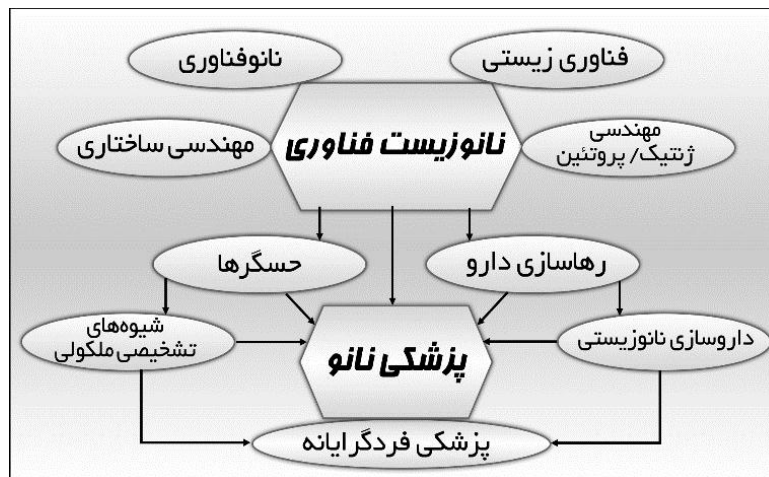 فناوری زیستی
نانوفناوری
نانوزیست فناوری
مهندسی
ژنتیک/ پروتئین
مهندسی ساختاری
رهاسازی دارو
حسگرها
داروسازی نانوزیستی
پزشکی نانو
شیوه‌های
تشخیصی ملکولی
پزشکی فردگرایانه